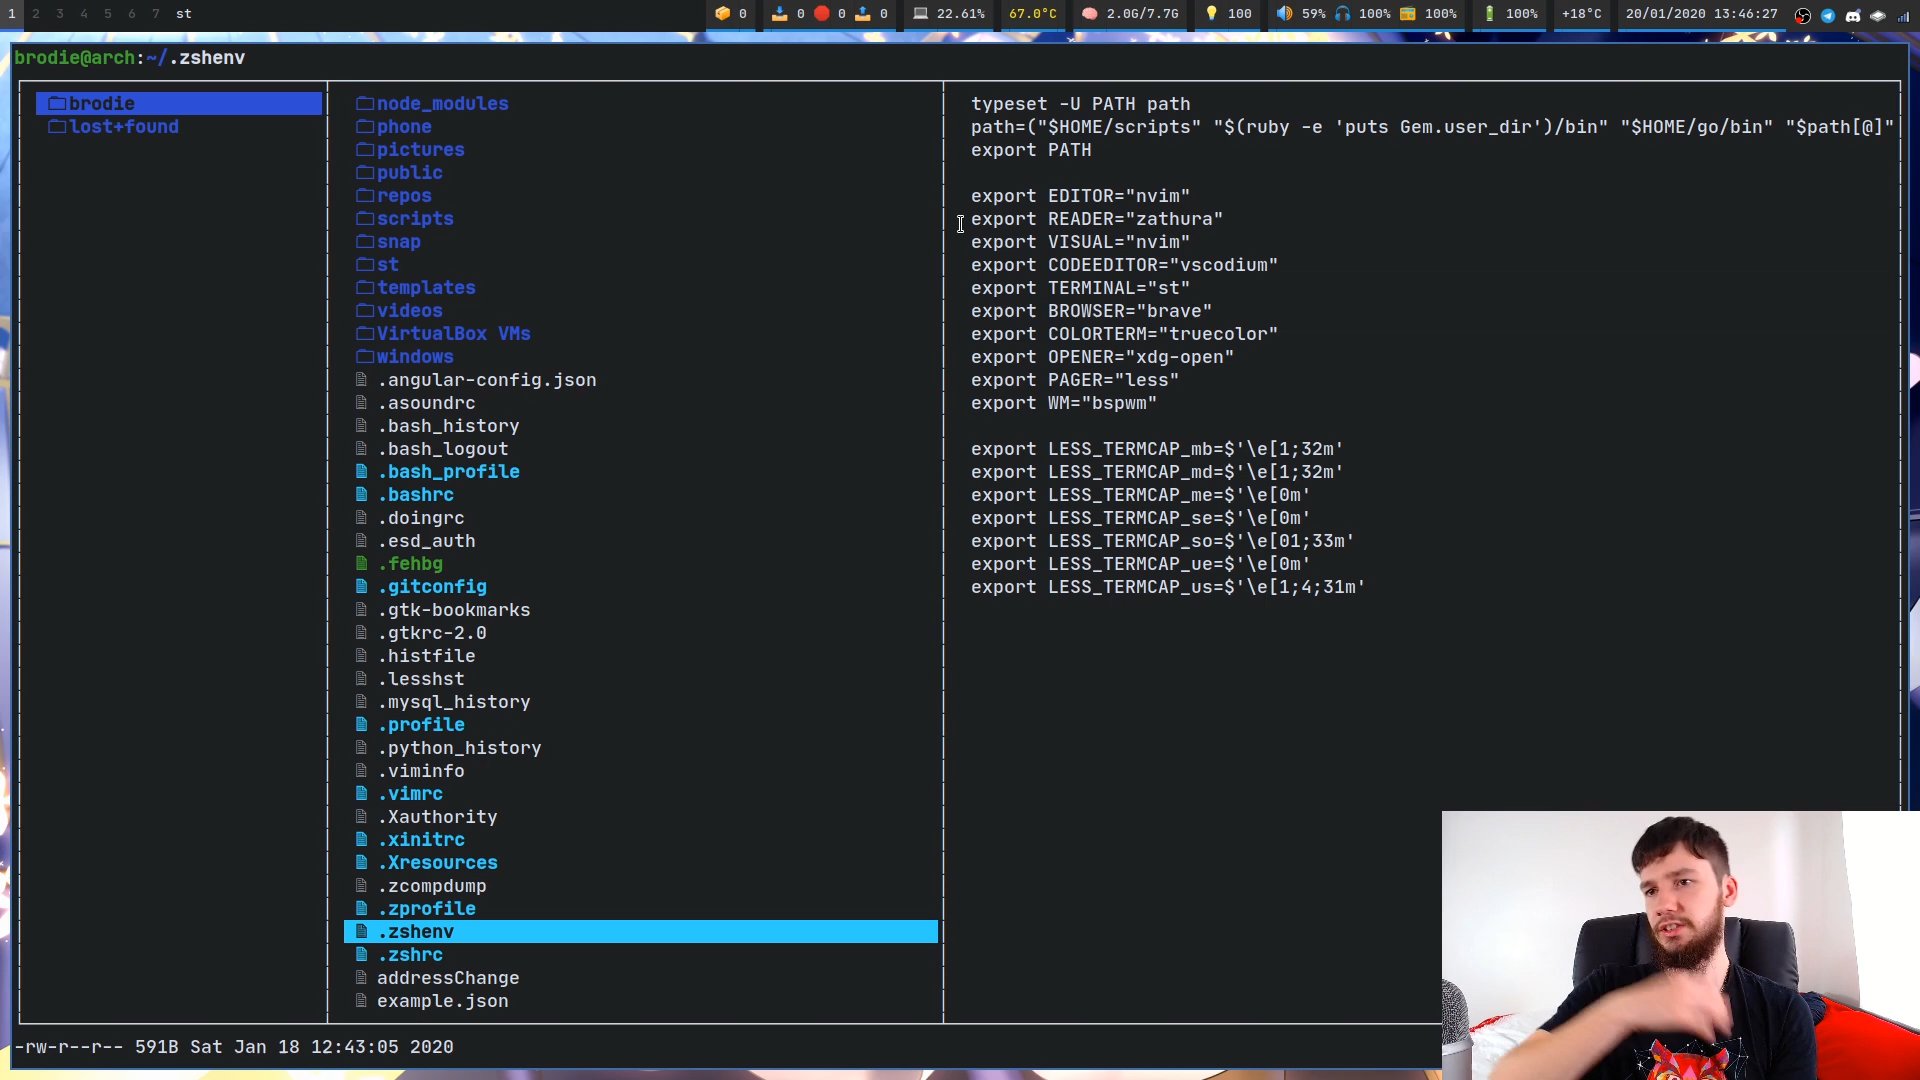 1 2 3 4 5 6 7 st 0 0 0 0 22.61% 67.0°C 2.0G/7.7G 100 59% 100% 100% 100% +18°C 20/01/2020 13:46:27
brodie@arch:~/.zshenv
brodie
lost+found
node_modules
phone
pictures
public
repos
scripts
snap
st
templates
videos
VirtualBox VMs
windows
.angular-config.json
.asoundrc
.bash_history
.bash_logout
.bash_profile
.bashrc
.doingrc
.esd_auth
.fehbg
.gitconfig
.gtk-bookmarks
.gtkrc-2.0
.histfile
.lesshst
.mysql_history
.profile
.python_history
.viminfo
.vimrc
.Xauthority
.xinitrc
.Xresources
.zcompdump
.zprofile
.zshenv
.zshrc
addressChange
example.json
typeset -U PATH path
path=("$HOME/scripts" "$(ruby -e 'puts Gem.user_dir')/bin" "$HOME/go/bin" "$path[@]"
export PATH
export EDITOR="nvim"
export READER="zathura"
export VISUAL="nvim"
export CODEEDITOR="vscodium"
export TERMINAL="st"
export BROWSER="brave"
export COLORTERM="truecolor"
export OPENER="xdg-open"
export PAGER="less"
export WM="bspwm"
export LESS_TERMCAP_mb=$'\e[1;32m'
export LESS_TERMCAP_md=$'\e[1;32m'
export LESS_TERMCAP_me=$'\e[0m'
export LESS_TERMCAP_se=$'\e[0m'
export LESS_TERMCAP_so=$'\e[01;33m'
export LESS_TERMCAP_ue=$'\e[0m'
export LESS_TERMCAP_us=$'\e[1;4;31m'
-rw-r--r-- 591B Sat Jan 18 12:43:05 2020